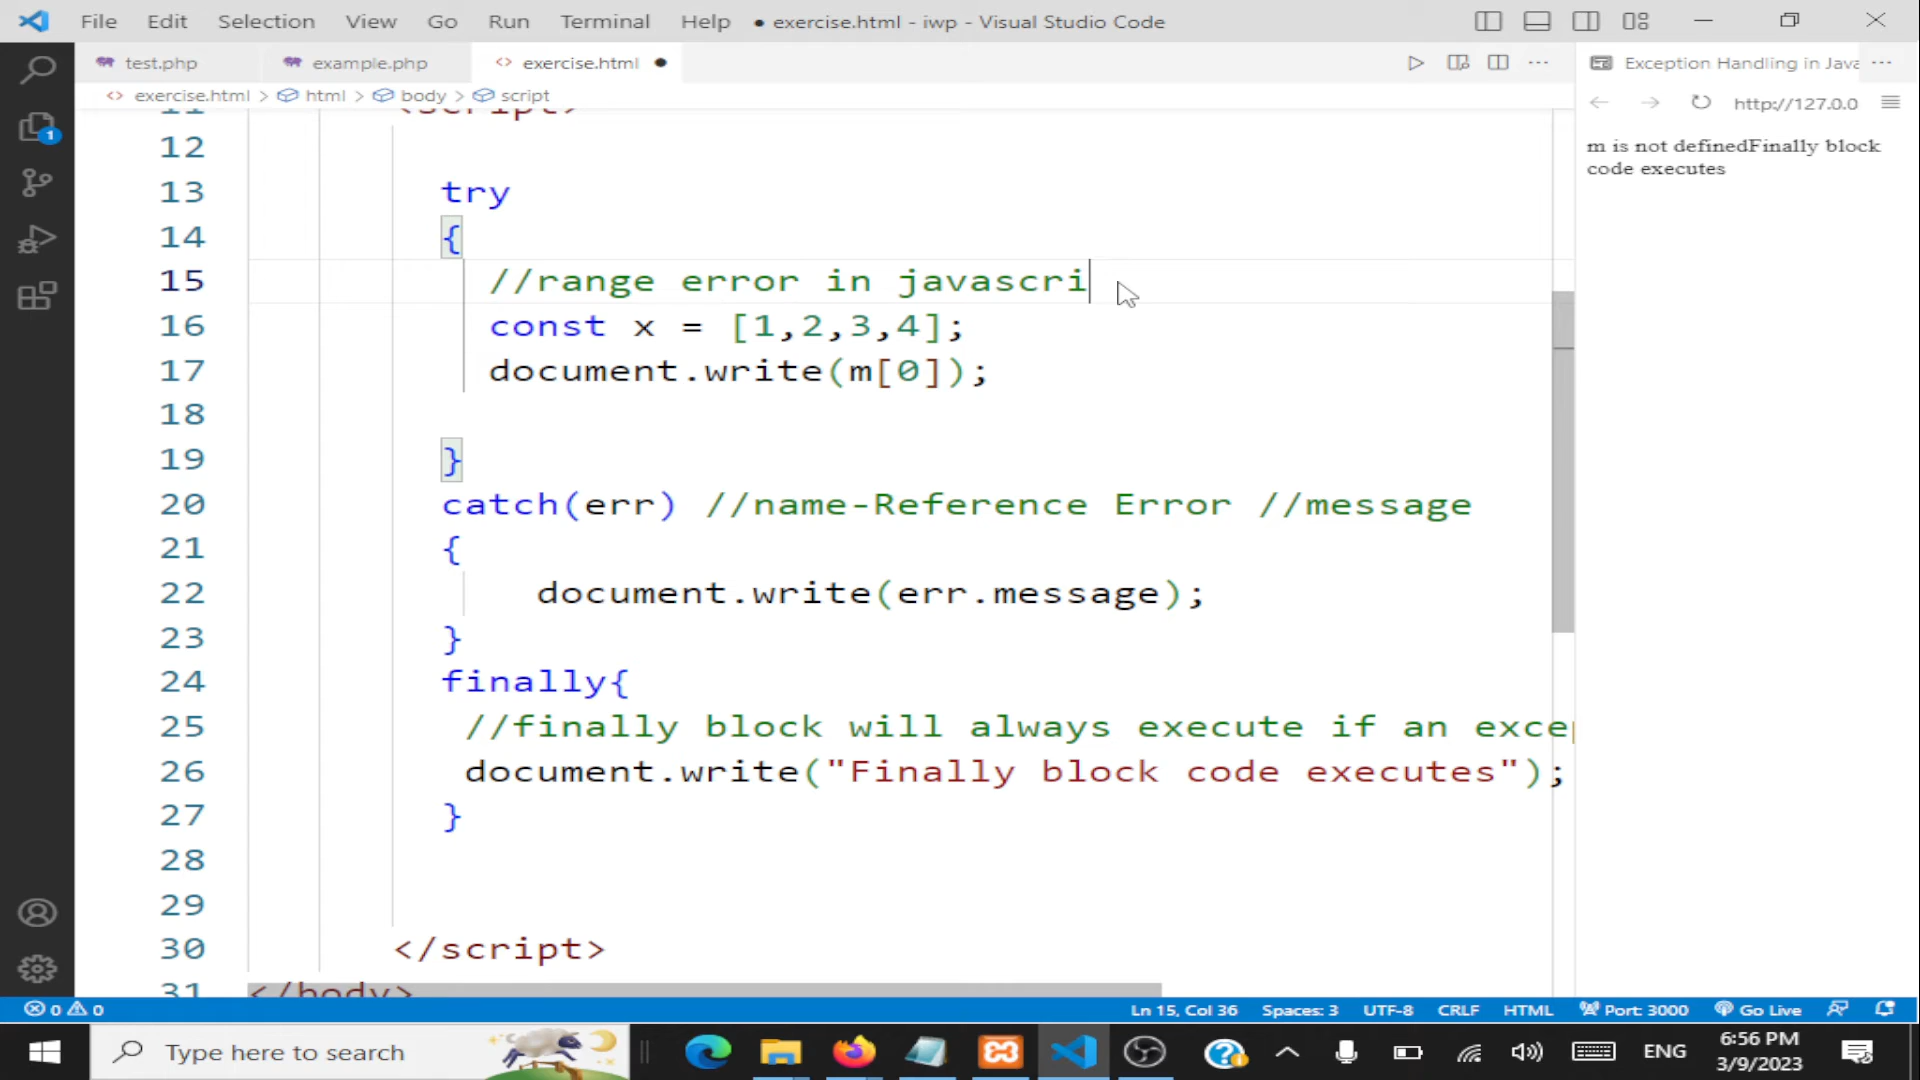 File Edit Selection View Go Run Terminal Help ● exercise.html - iwp - Visual Studio Code
test.php example.php <> exercise.html ● Exception Handling in Java
<> exercise.html > html > body > script
http://127.0.0
11 <script>
12
13 try
14 {
15 //range error in javascri
16 const x = [1,2,3,4];
17 document.write(m[0]);
18
19 }
20 catch(err) //name-Reference Error //message
21 {
22 document.write(err.message);
23 }
24 finally{
25 //finally block will always execute if an excep
26 document.write("Finally block code executes");
27 }
28
29
30 </script>
31 </body>
m is not definedFinally block
code executes
1
0 0 Ln 15, Col 36 Spaces: 3 UTF-8 CRLF HTML Port: 3000 Go Live
Type here to search
ENG
6:56 PM
3/9/2023